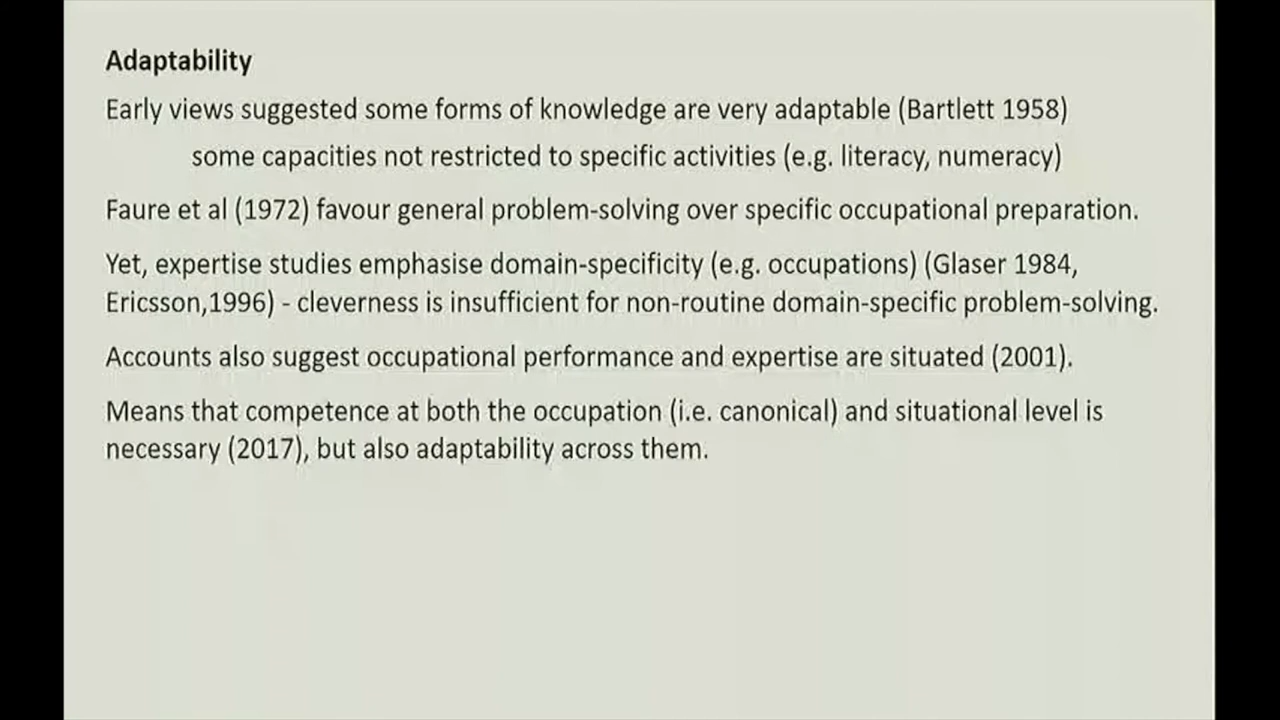 Adaptability
Early views suggested some forms of knowledge are very adaptable (Bartlett 1958)
some capacities not restricted to specific activities (e.g. literacy, numeracy)
Faure et al (1972) favour general problem-solving over specific occupational preparation.
Yet, expertise studies emphasise domain-specificity (e.g. occupations) (Glaser 1984,
Ericsson,1996) - cleverness is insufficient for non-routine domain-specific problem-solving.
Accounts also suggest occupational performance and expertise are situated (2001).
Means that competence at both the occupation (i.e. canonical) and situational level is
necessary (2017), but also adaptability across them.